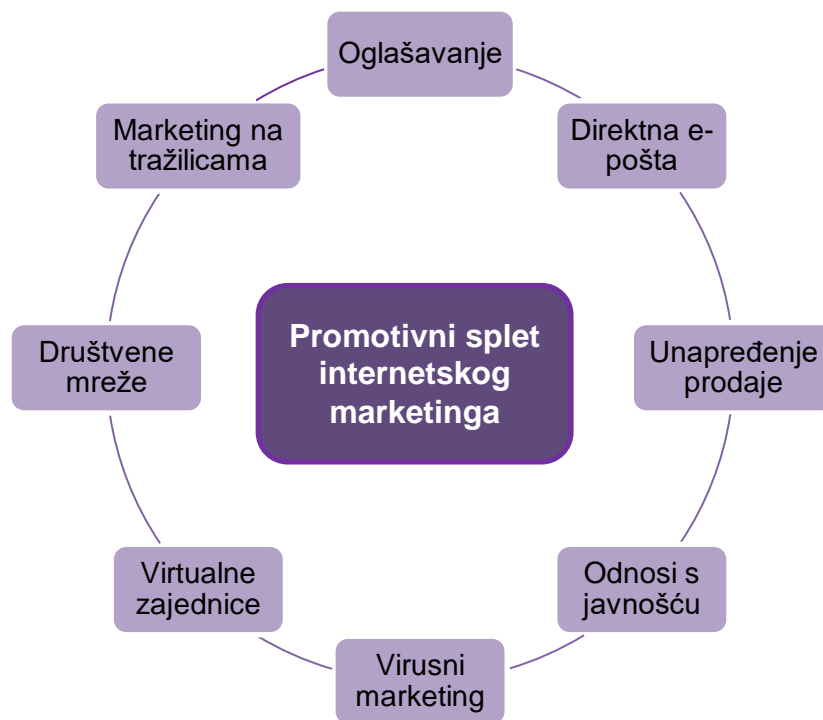 Oglašavanje
Direktna e-
pošta
Unapređenje
prodaje
Odnosi s
javnošću
Virusni
marketing
Virtualne
zajednice
Društvene
mreže
Marketing na
tražilicama
Promotivni splet
internetskog
marketinga